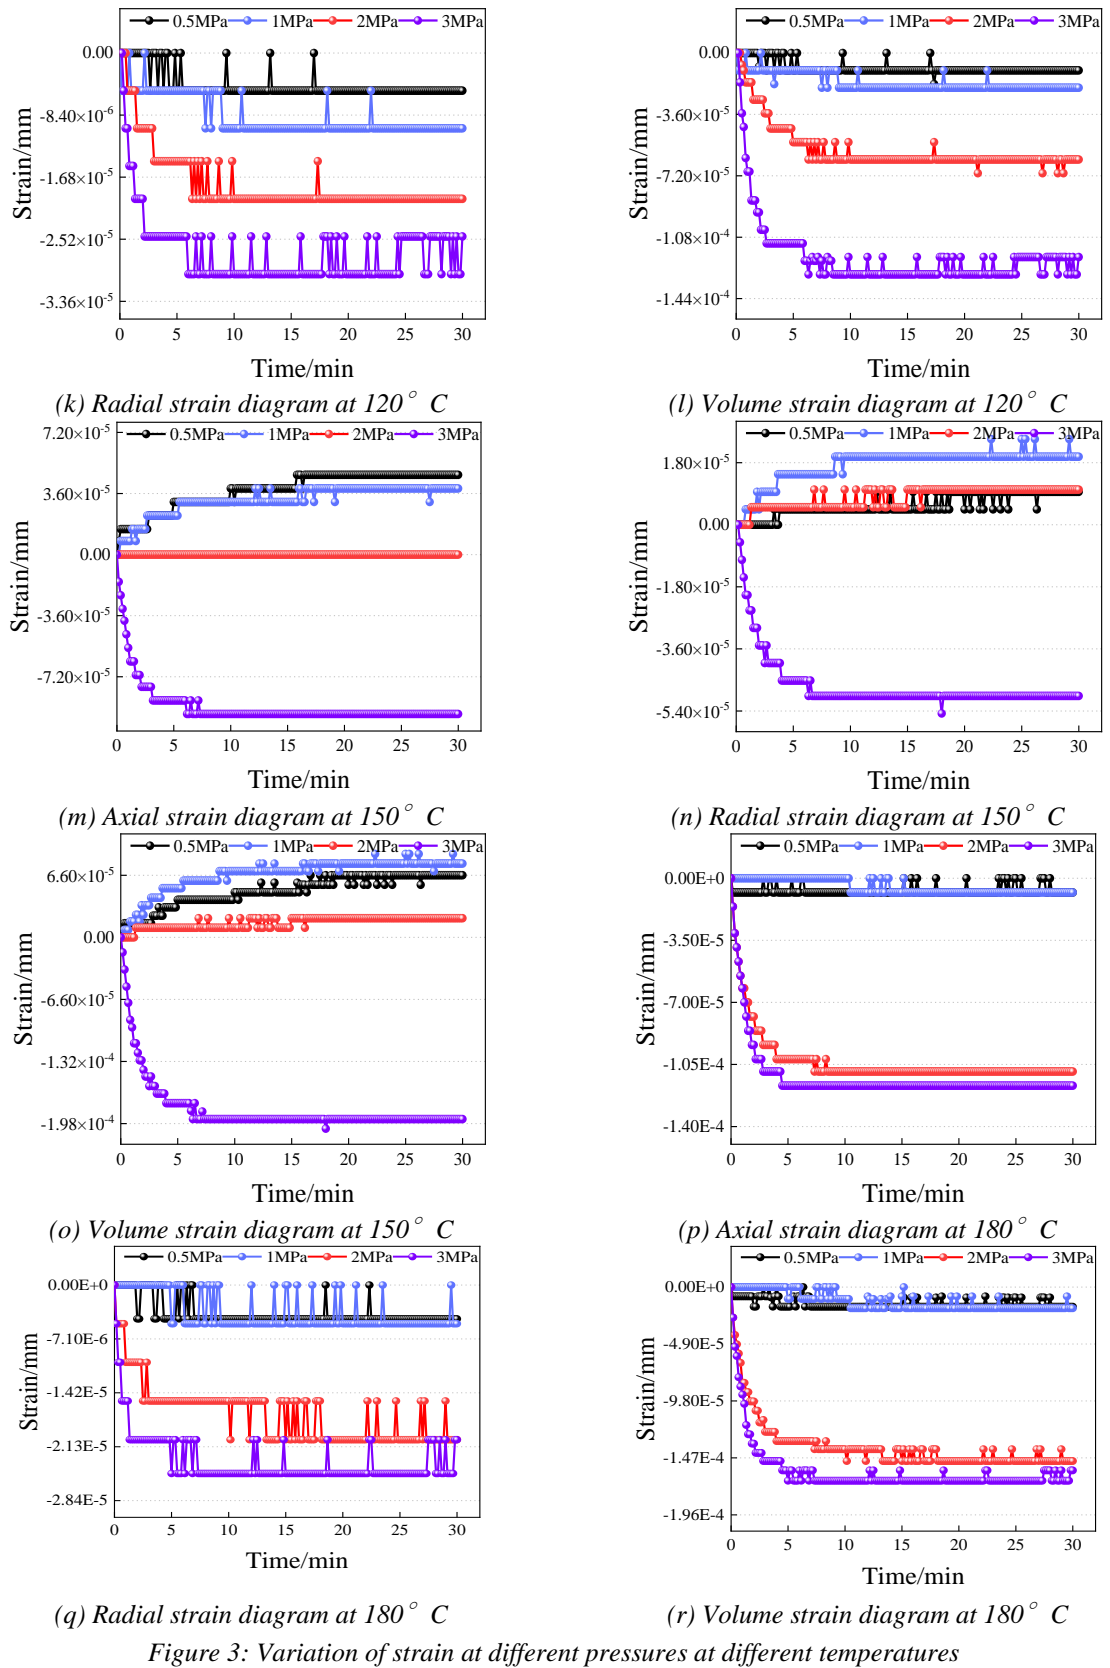 0.5MPa 1MPa 2MPa 3MPa
0.00
-8.40×10⁻⁶
-1.68×10⁻⁵
-2.52×10⁻⁵
-3.36×10⁻⁵
Strain/mm
0 5 10 15 20 25 30
Time/min
(k) Radial strain diagram at 120° C
0.5MPa 1MPa 2MPa 3MPa
0.00
-3.60×10⁻⁵
-7.20×10⁻⁵
-1.08×10⁻⁴
-1.44×10⁻⁴
Strain/mm
0 5 10 15 20 25 30
Time/min
(l) Volume strain diagram at 120° C
0.5MPa 1MPa 2MPa 3MPa
7.20×10⁻⁵
3.60×10⁻⁵
0.00
-3.60×10⁻⁵
-7.20×10⁻⁵
Strain/mm
0 5 10 15 20 25 30
Time/min
(m) Axial strain diagram at 150° C
0.5MPa 1MPa 2MPa 3MPa
1.80×10⁻⁵
0.00
-1.80×10⁻⁵
-3.60×10⁻⁵
-5.40×10⁻⁵
Strain/mm
0 5 10 15 20 25 30
Time/min
(n) Radial strain diagram at 150° C
0.5MPa 1MPa 2MPa 3MPa
6.60×10⁻⁵
0.00
-6.60×10⁻⁵
-1.32×10⁻⁴
-1.98×10⁻⁴
Strain/mm
0 5 10 15 20 25 30
Time/min
(o) Volume strain diagram at 150° C
0.5MPa 1MPa 2MPa 3MPa
0.00E+0
-3.50E-5
-7.00E-5
-1.05E-4
-1.40E-4
Strain/mm
0 5 10 15 20 25 30
Time/min
(p) Axial strain diagram at 180° C
0.5MPa 1MPa 2MPa 3MPa
0.00E+0
-7.10E-6
-1.42E-5
-2.13E-5
-2.84E-5
Strain/mm
0 5 10 15 20 25 30
Time/min
(q) Radial strain diagram at 180° C
0.5MPa 1MPa 2MPa 3MPa
0.00E+0
-4.90E-5
-9.80E-5
-1.47E-4
-1.96E-4
Strain/mm
0 5 10 15 20 25 30
Time/min
(r) Volume strain diagram at 180° C
Figure 3: Variation of strain at different pressures at different temperatures